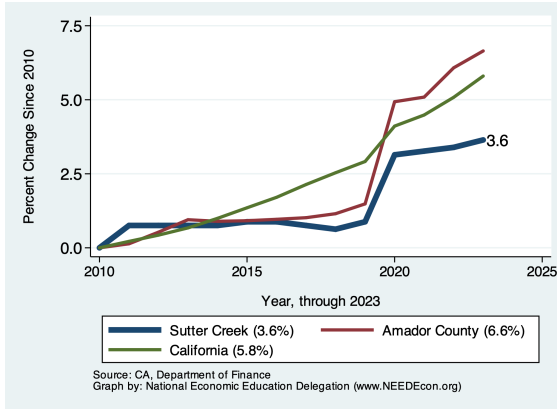 Percent Change Since 2010
7.5
5.0
2.5
0.0
3.6
2010 2015 2020 2025
Year, through 2023
Sutter Creek (3.6%) Amador County (6.6%)
California (5.8%)
Source: CA, Department of Finance
Graph by: National Economic Education Delegation (www.NEEDEcon.org)